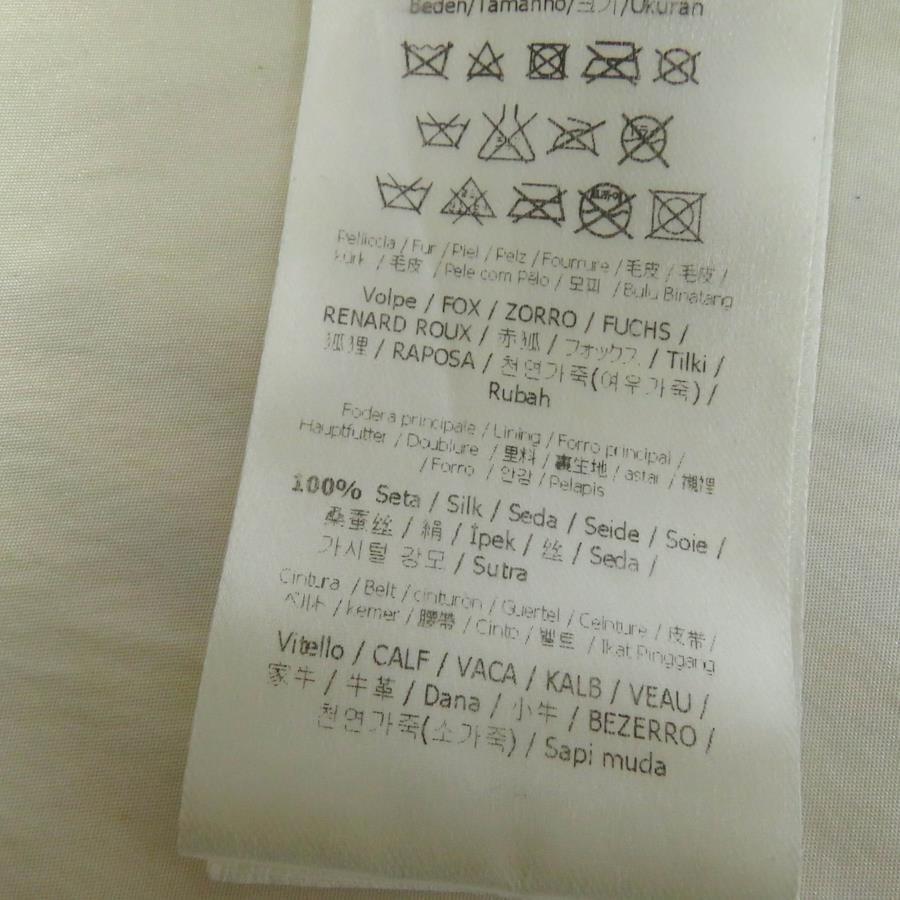 Beden/Tamanho/크기/Ukuran
Pelliccia / Fur / Piel / Pelz / Fourrure / 毛皮 / 毛皮 /
kürk / 毛皮 / Pele com Pêlo / 모피 / Bulu Binatang
Volpe / FOX / ZORRO / FUCHS /
RENARD ROUX / 赤狐 / フォックス / Tilki /
狐狸 / RAPOSA / 천연가죽(여우가죽) /
Rubah
Fodera principale / Lining / Forro principal /
Hauptfutter / Doublure / 里料 / 裏生地 / astar / 襯裡
/ Forro / 안감 / Pelapis
100% Seta / Silk / Seda / Seide / Soie /
桑蚕丝 / 絹 / İpek / 丝 / Seda /
가시털 강모 / Sutra
Cintura / Belt / cinturón / Guertel / Ceinture / 皮带 /
ベルト / kemer / 腰帶 / Cinto / 벨트 / Ikat Pinggang
Vitello / CALF / VACA / KALB / VEAU /
家牛 / 牛革 / Dana / 小牛 / BEZERRO /
천연가죽(소가죽) / Sapi muda